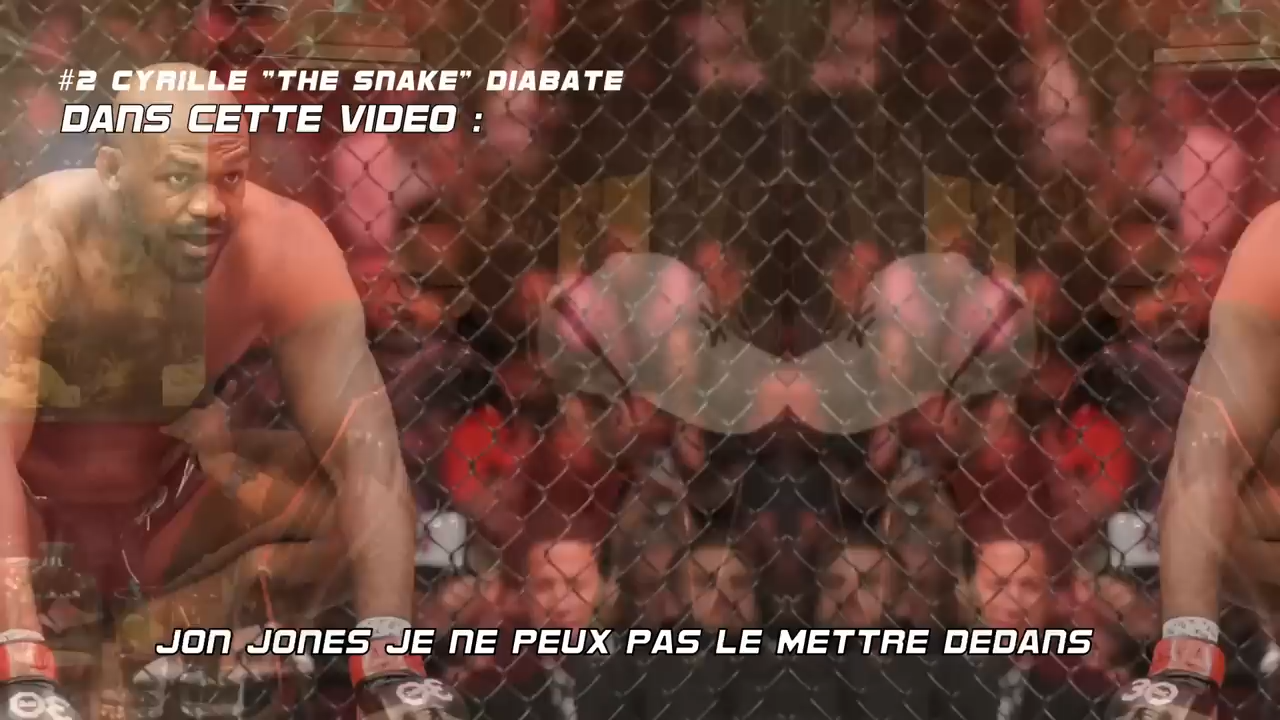 #2 CYRILLE "THE SNAKE" DIABATE
DANS CETTE VIDEO :
JON JONES JE NE PEUX PAS LE METTRE DEDANS